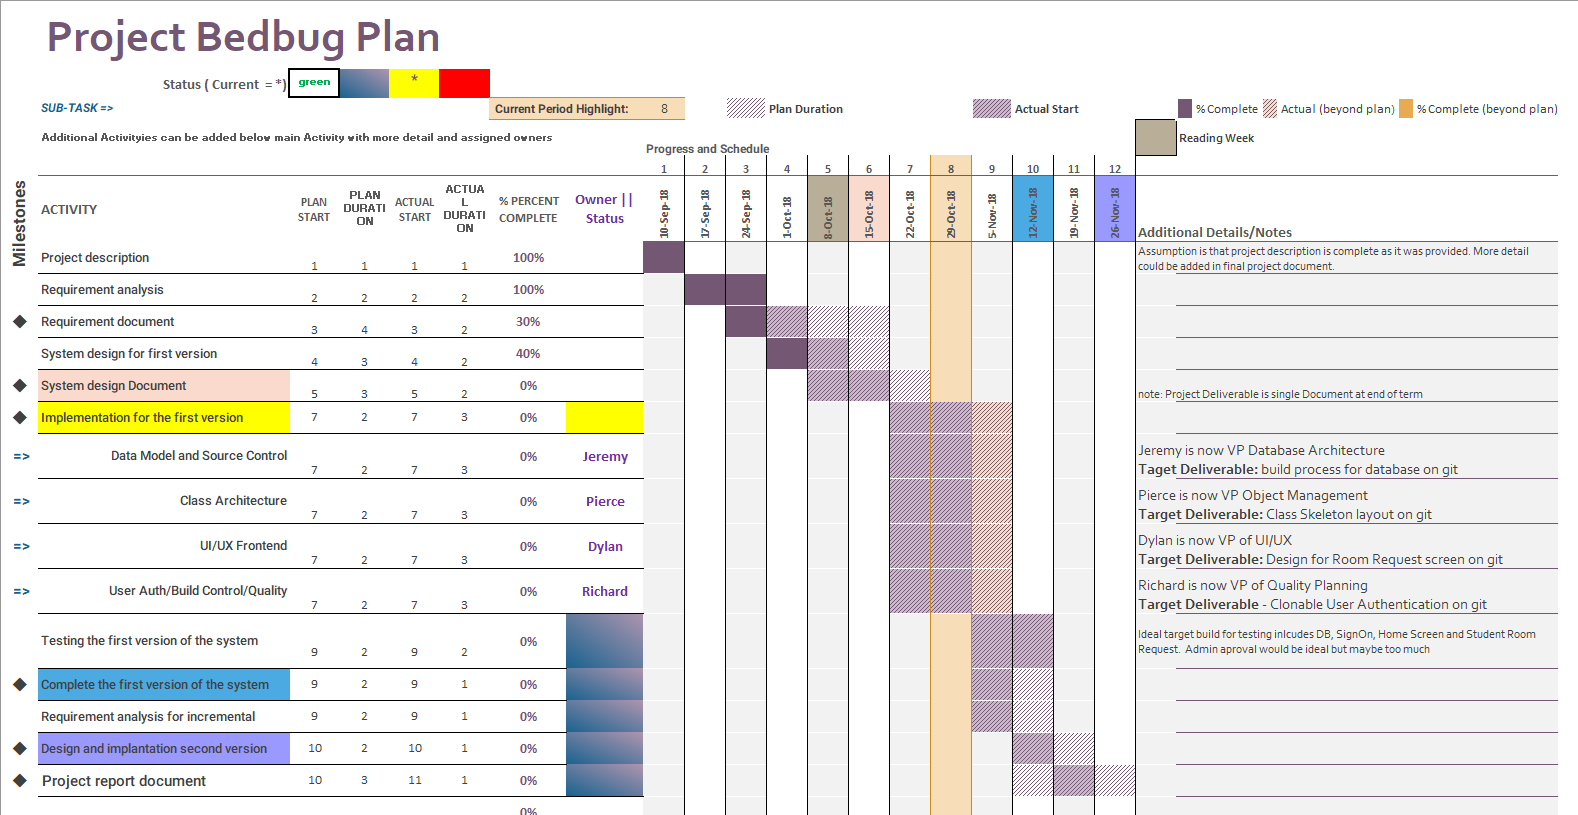 Project Bedbug Plan
Status ( Current = *)
green
*
SUB-TASK =>
Current Period Highlight: 8
Plan Duration
Actual Start
% Complete
Actual (beyond plan)
% Complete (beyond plan)
Additional Activityies can be added below main Activity with more detail and assigned owners
Reading Week
Progress and Schedule
1 2 3 4 5 6 7 8 9 10 11 12
Milestones
ACTIVITY
PLAN
START
PLAN
DURATI
ON
ACTUAL
START
ACTUA
L
DURATI
ON
% PERCENT
COMPLETE
Owner ||
Status
10-Sep-18
17-Sep-18
24-Sep-18
1-Oct-18
8-Oct-18
15-Oct-18
22-Oct-18
29-Oct-18
5-Nov-18
12-Nov-18
19-Nov-18
26-Nov-18
Additional Details/Notes
Project description 1 1 1 1 100%
Assumption is that project description is complete as it was provided. More detail
could be added in final project document.
Requirement analysis 2 2 2 2 100%
Requirement document 3 4 3 2 30%
System design for first version 4 3 4 2 40%
System design Document 5 3 5 2 0%
note: Project Deliverable is single Document at end of term
Implementation for the first version 7 2 7 3 0%
=> Data Model and Source Control 7 2 7 3 0% Jeremy
Jeremy is now VP Database Architecture
Taget Deliverable: build process for database on git
=> Class Architecture 7 2 7 3 0% Pierce
Pierce is now VP Object Management
Target Deliverable: Class Skeleton layout on git
=> UI/UX Frontend 7 2 7 3 0% Dylan
Dylan is now VP of UI/UX
Target Deliverable: Design for Room Request screen on git
=> User Auth/Build Control/Quality 7 2 7 3 0% Richard
Richard is now VP of Quality Planning
Target Deliverable - Clonable User Authentication on git
Testing the first version of the system 9 2 9 2 0%
Ideal target build for testing inlcudes DB, SignOn, Home Screen and Student Room
Request. Admin aproval would be ideal but maybe too much
Complete the first version of the system 9 2 9 1 0%
Requirement analysis for incremental 9 2 9 1 0%
Design and implantation second version 10 2 10 1 0%
Project report document 10 3 11 1 0%
0%